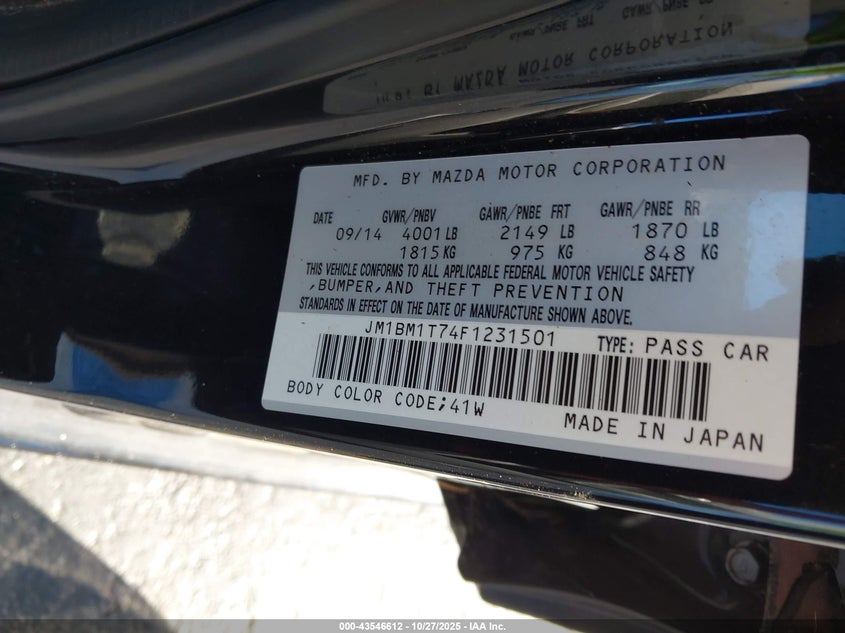 MFD. BY MAZDA MOTOR CORPORATION
DATE GVWR/PNBV GAWR/PNBE FRT GAWR/PNBE RR
09/14 4001 LB 2149 LB 1870 LB
1815 KG 975 KG 848 KG
THIS VEHICLE CONFORMS TO ALL APPLICABLE FEDERAL MOTOR VEHICLE SAFETY
,BUMPER,AND THEFT PREVENTION
STANDARDS IN EFFECT ON THE DATE OF MANUFACTURE SHOWN ABOVE.
JM1BM1T74F1231501 TYPE: PASS CAR
BODY COLOR CODE;41W
MADE IN JAPAN
000-43546612 - 10/27/2025 - IAA Inc.